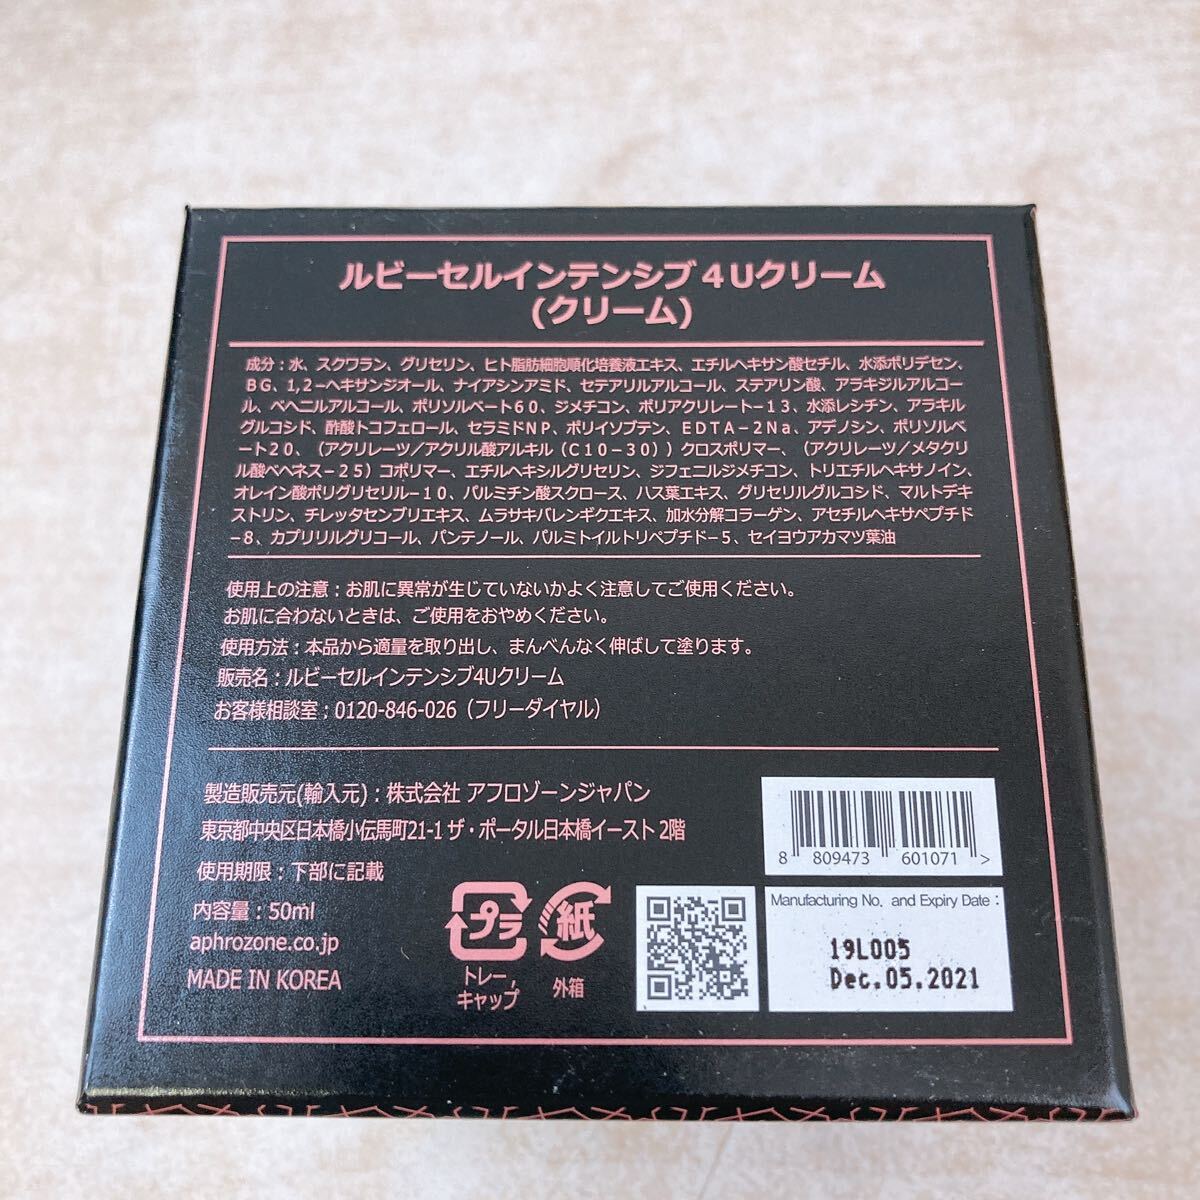 ルビーセルインテンシブ４Uクリーム
(クリーム)
成分：水、スクワラン、グリセリン、ヒト脂肪細胞順化培養液エキス、エチルヘキサン酸セチル、水添ポリデセン、
ＢＧ、１,２－ヘキサンジオール、ナイアシンアミド、セテアリルアルコール、ステアリン酸、アラキジルアルコー
ル、ベヘニルアルコール、ポリソルベート６０、ジメチコン、ポリアクリレート－１３、水添レシチン、アラキル
グルコシド、酢酸トコフェロール、セラミドＮＰ、ポリイソブテン、ＥＤＴＡ－２Ｎａ、アデノシン、ポリソルベ
ート２０、（アクリレーツ／アクリル酸アルキル（Ｃ１０－３０））クロスポリマー、（アクリレーツ／メタクリ
ル酸ベヘネス－２５）コポリマー、エチルヘキシルグリセリン、ジフェニルジメチコン、トリエチルヘキサノイン、
オレイン酸ポリグリセリル－１０、パルミチン酸スクロース、ハス葉エキス、グリセリルグルコシド、マルトデキ
ストリン、チレッタセンブリエキス、ムラサキバレンギクエキス、加水分解コラーゲン、アセチルヘキサペプチド
－８、カプリリルグリコール、パンテノール、パルミトイルトリペプチド－５、セイヨウアカマツ葉油
使用上の注意：お肌に異常が生じていないかよく注意してご使用ください。
お肌に合わないときは、ご使用をおやめください。
使用方法：本品から適量を取り出し、まんべんなく伸ばして塗ります。
販売名：ルビーセルインテンシブ4Uクリーム
お客様相談室；0120-846-026（フリーダイヤル）
製造販売元(輸入元)：株式会社 アフロゾーンジャパン
東京都中央区日本橋小伝馬町21-1 ザ・ポータル日本橋イースト 2階
使用期限：下部に記載
内容量：50ml
aphrozone.co.jp
MADE IN KOREA
プラ
トレー,
キャップ
紙
外箱
8 809473 601071 >
Manufacturing No. and Expiry Date：
19L005
Dec.05.2021